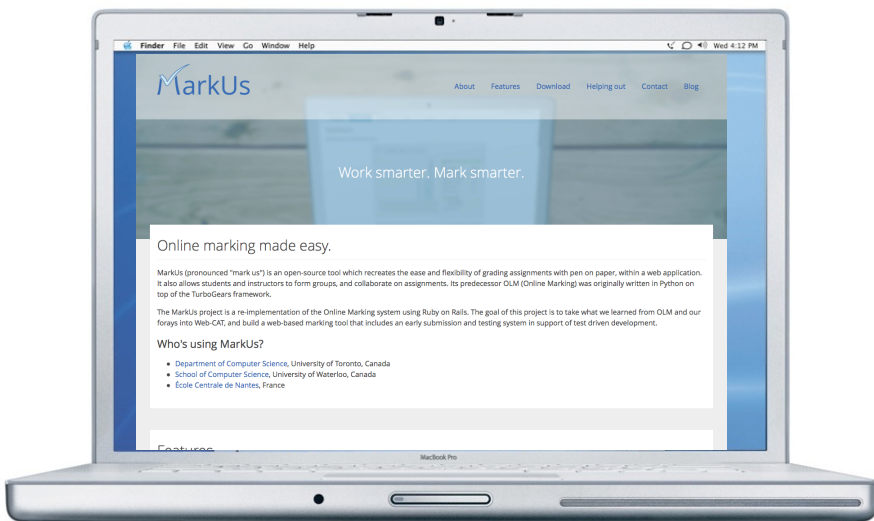 Finder File Edit View Go Window Help Wed 4:12 PM
MarkUs
About Features Download Helping out Contact Blog
Work smarter. Mark smarter.
Online marking made easy.
MarkUs (pronounced "mark us") is an open-source tool which recreates the ease and flexibility of grading assignments with pen on paper, within a web application.
It also allows students and instructors to form groups, and collaborate on assignments. Its predecessor OLM (Online Marking) was originally written in Python on
top of the TurboGears framework.
The MarkUs project is a re-implementation of the Online Marking system using Ruby on Rails. The goal of this project is to take what we learned from OLM and our
forays into Web-CAT, and build a web-based marking tool that includes an early submission and testing system in support of test driven development.
Who's using MarkUs?
Department of Computer Science, University of Toronto, Canada
School of Computer Science, University of Waterloo, Canada
École Centrale de Nantes, France
Features
MacBook Pro